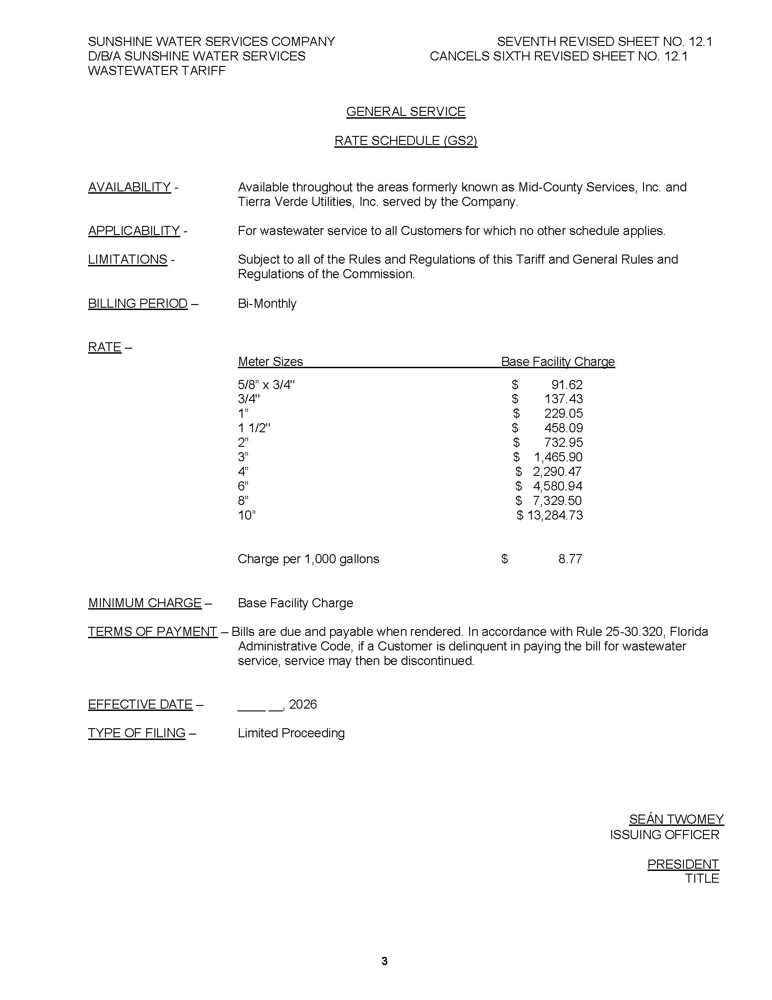 SUNSHINE WATER SERVICES COMPANY SEVENTH REVISED SHEET NO. 12.1
D/B/A SUNSHINE WATER SERVICES CANCELS SIXTH REVISED SHEET NO. 12.1
WASTEWATER TARIFF
GENERAL SERVICE
RATE SCHEDULE (GS2)
AVAILABILITY - Available throughout the areas formerly known as Mid-County Services, Inc. and
Tierra Verde Utilities, Inc. served by the Company.
APPLICABILITY - For wastewater service to all Customers for which no other schedule applies.
LIMITATIONS - Subject to all of the Rules and Regulations of this Tariff and General Rules and
Regulations of the Commission.
BILLING PERIOD – Bi-Monthly
RATE –
Meter Sizes Base Facility Charge
5/8” x 3/4" $ 91.62
3/4" $ 137.43
1” $ 229.05
1 1/2" $ 458.09
2” $ 732.95
3” $ 1,465.90
4” $ 2,290.47
6” $ 4,580.94
8” $ 7,329.50
10” $ 13,284.73
Charge per 1,000 gallons $ 8.77
MINIMUM CHARGE – Base Facility Charge
TERMS OF PAYMENT – Bills are due and payable when rendered. In accordance with Rule 25-30.320, Florida
Administrative Code, if a Customer is delinquent in paying the bill for wastewater
service, service may then be discontinued.
EFFECTIVE DATE – ____ __, 2026
TYPE OF FILING – Limited Proceeding
SEÁN TWOMEY
ISSUING OFFICER
PRESIDENT
TITLE
3